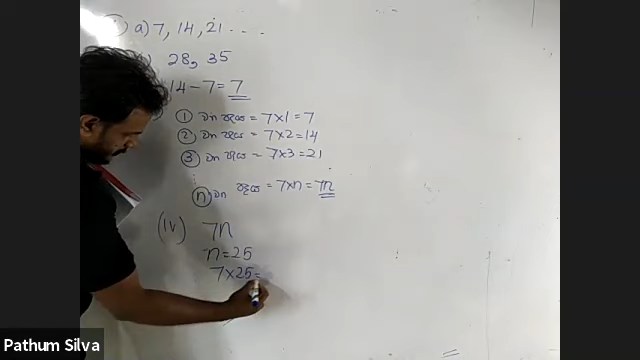 a) 7, 14, 21 ....
28, 35
14 - 7 = 7
① වන පදය = 7×1 = 7
② වන පදය = 7×2 = 14
③ වන පදය = 7×3 = 21
ⓝ වන පදය = 7×n = 7n
(iv) 7n
n = 25
7×25 =
Pathum Silva